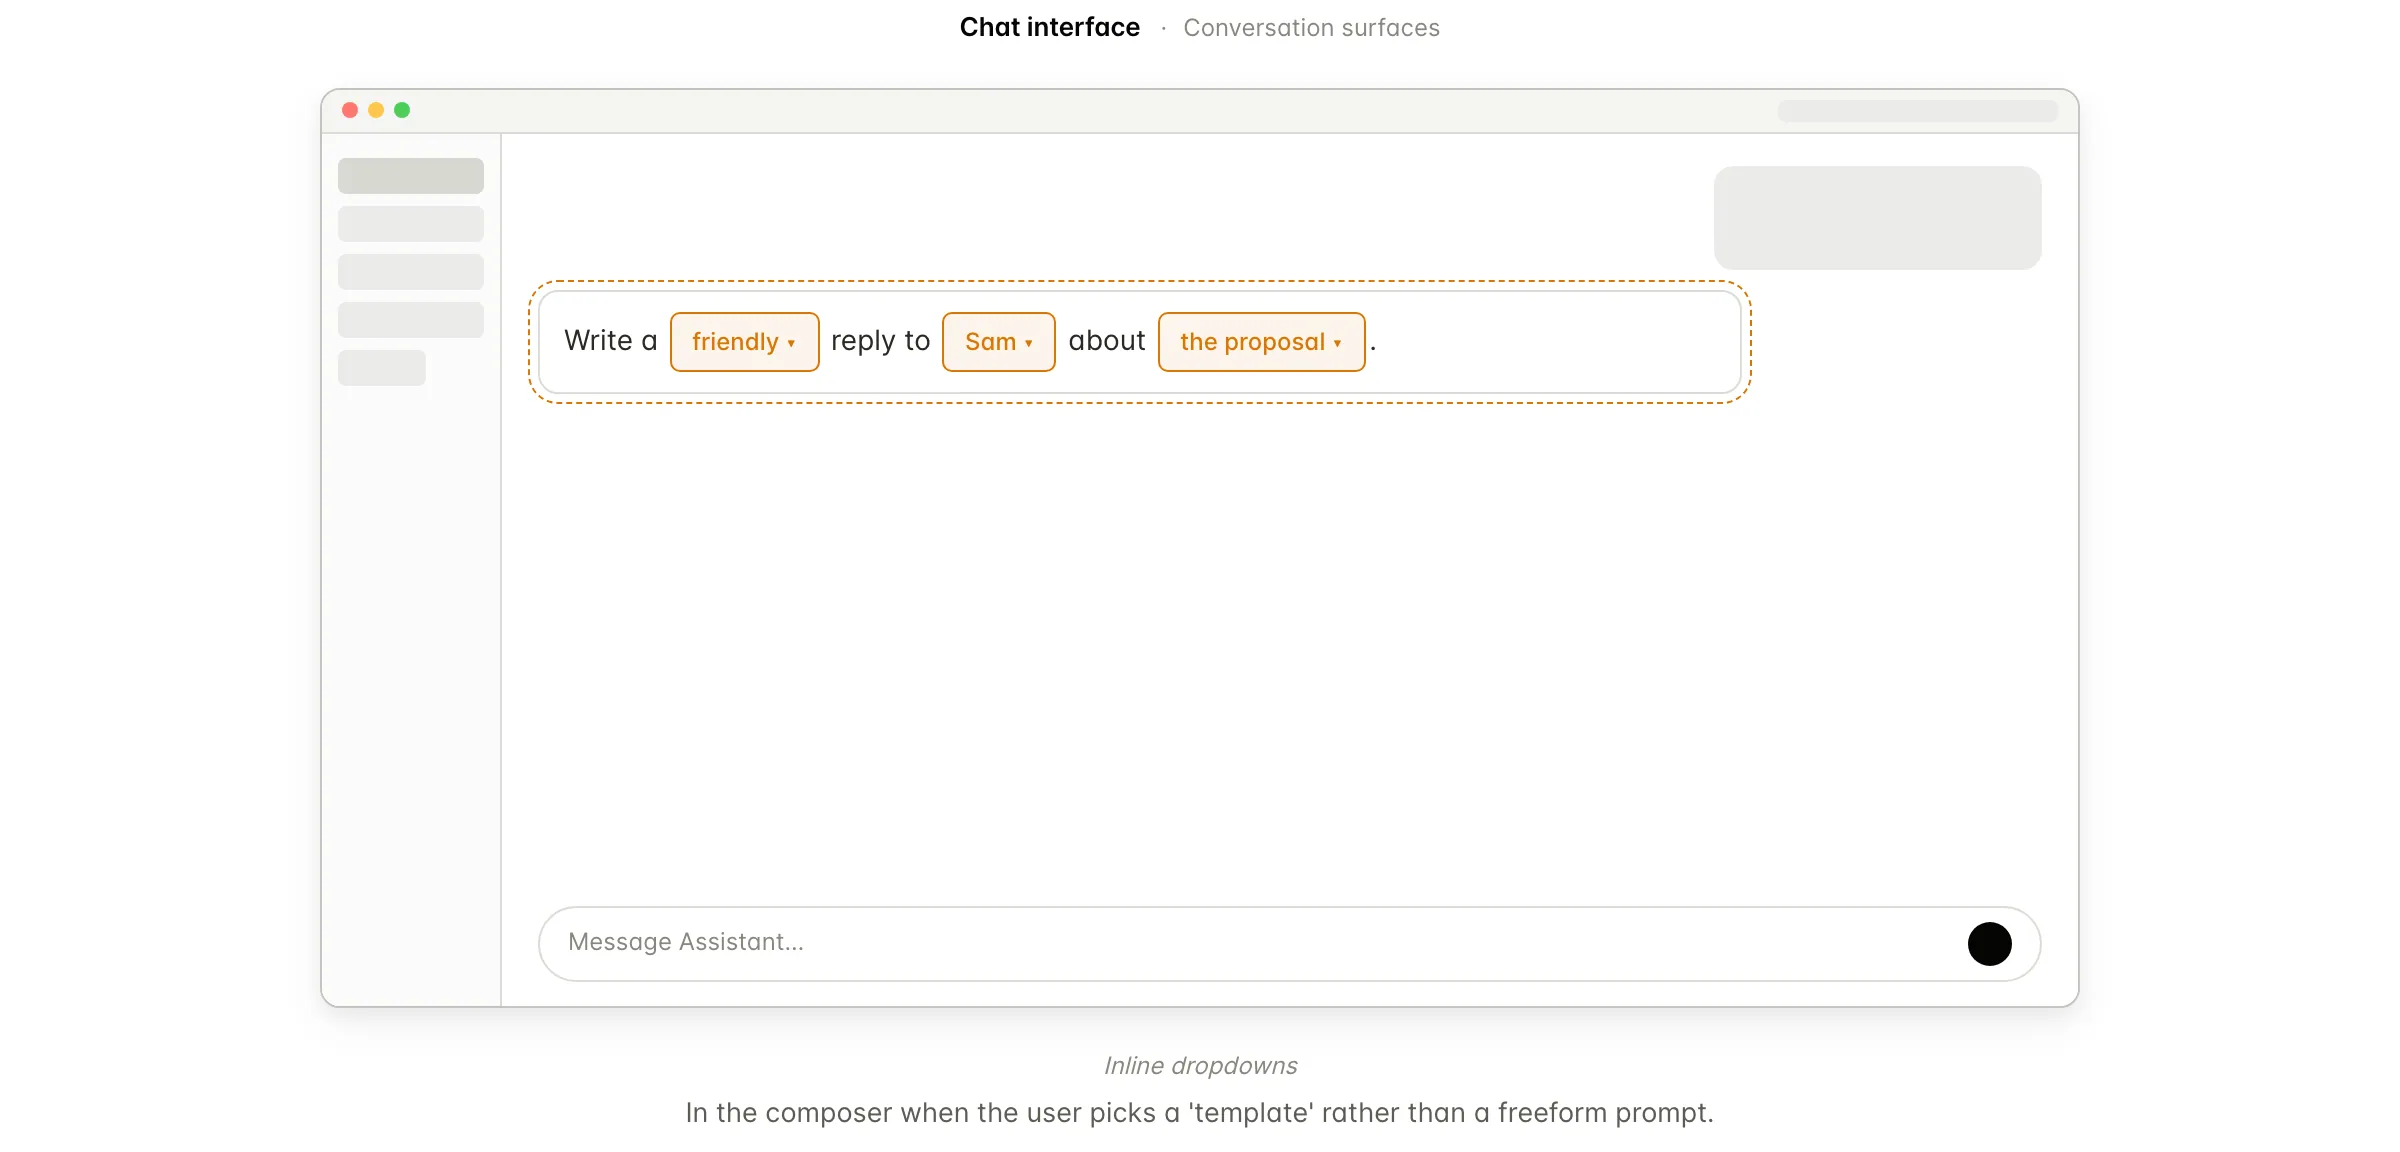 Chat interface · Conversation surfaces
Write a friendly ▾ reply to Sam ▾ about the proposal ▾ .
Message Assistant...
Inline dropdowns
In the composer when the user picks a 'template' rather than a freeform prompt.